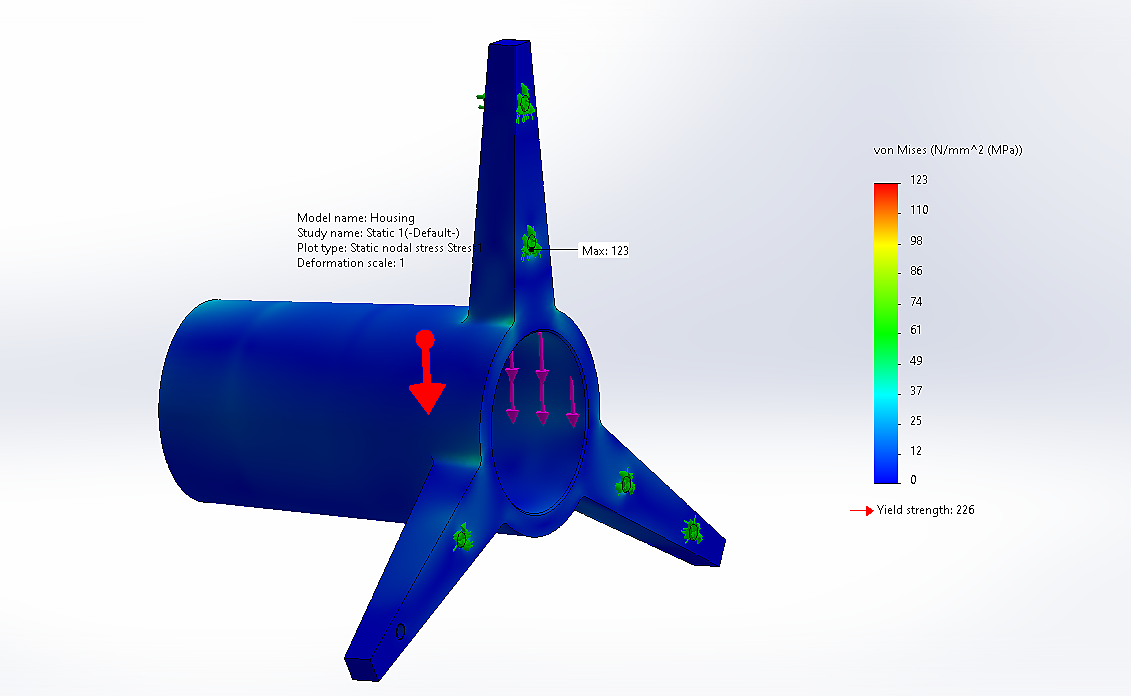 von Mises (N/mm^2 (MPa))
123
110
98
86
74
61
49
37
25
12
0
Yield strength: 226
Model name: Housing
Study name: Static 1(-Default-)
Plot type: Static nodal stress Stress1
Deformation scale: 1
Max: 123